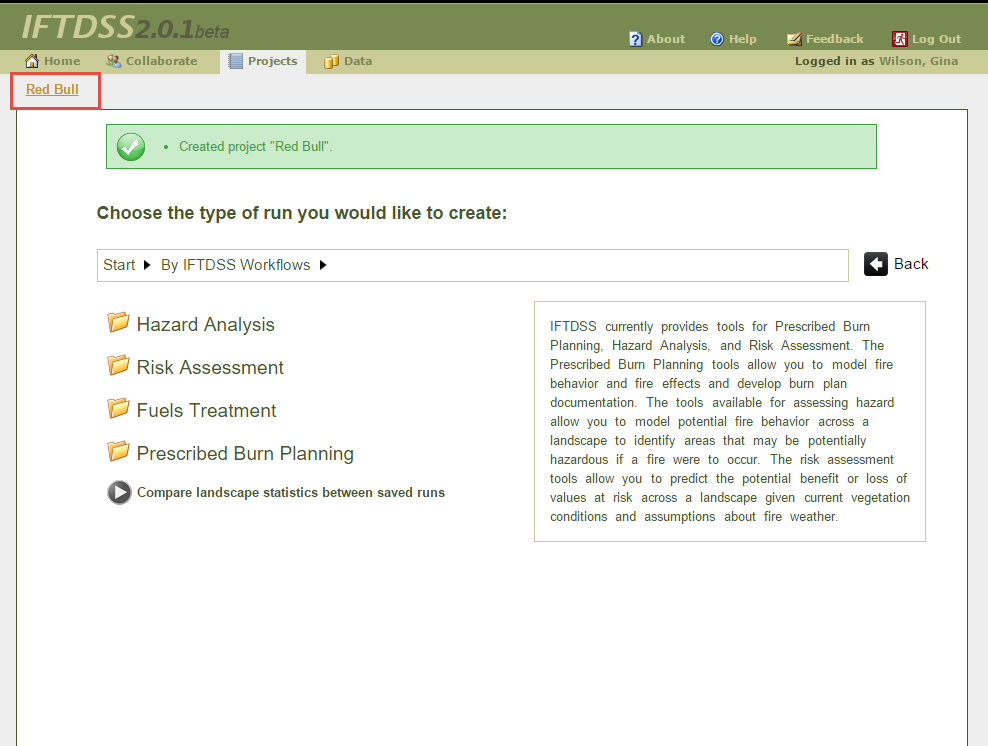 IFTDSS2.0.1beta
About Help Feedback Log Out
Home Collaborate Projects Data Logged in as Wilson, Gina
Red Bull
• Created project "Red Bull".
Choose the type of run you would like to create:
Start By IFTDSS Workflows Back
Hazard Analysis
Risk Assessment
Fuels Treatment
Prescribed Burn Planning
Compare landscape statistics between saved runs
IFTDSS currently provides tools for Prescribed Burn
Planning, Hazard Analysis, and Risk Assessment. The
Prescribed Burn Planning tools allow you to model fire
behavior and fire effects and develop burn plan
documentation. The tools available for assessing hazard
allow you to model potential fire behavior across a
landscape to identify areas that may be potentially
hazardous if a fire were to occur. The risk assessment
tools allow you to predict the potential benefit or loss of
values at risk across a landscape given current vegetation
conditions and assumptions about fire weather.